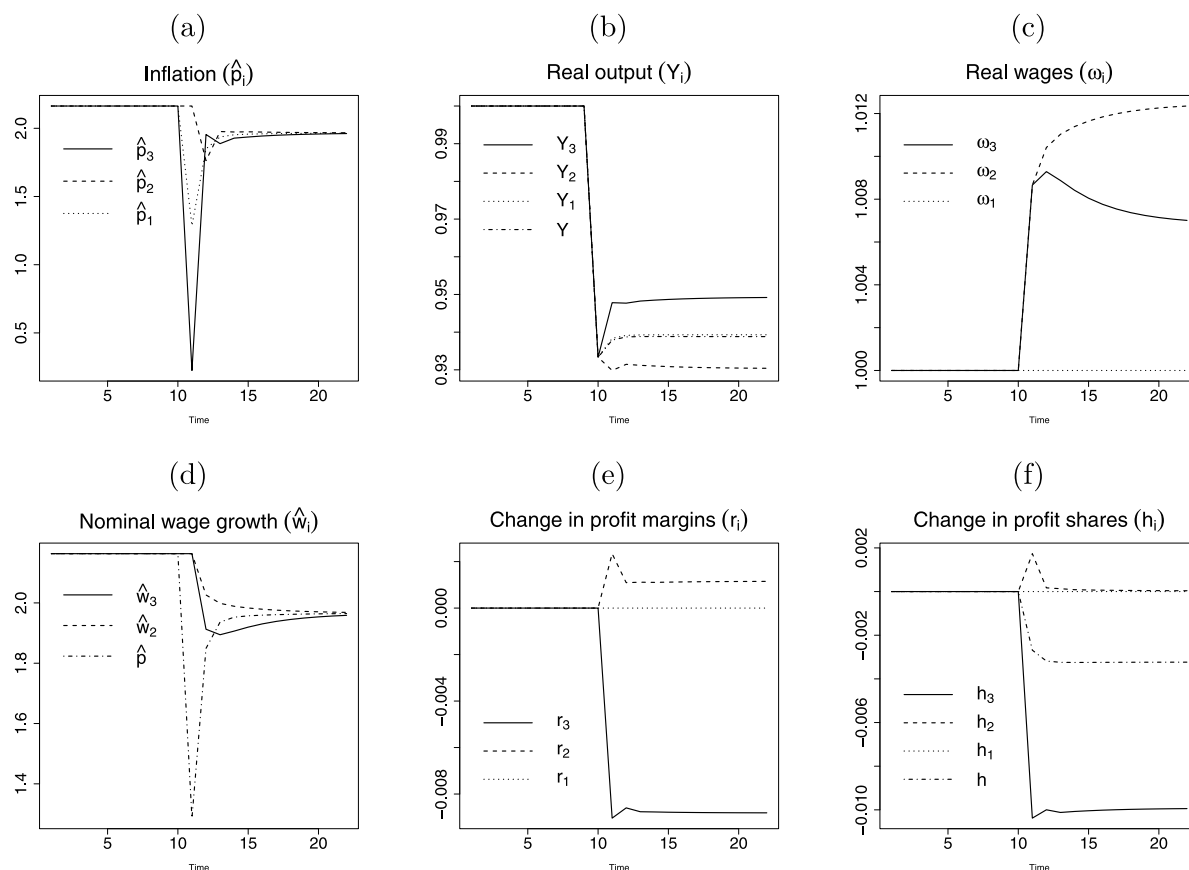 (a)
Inflation (p̂ᵢ)
2.0
1.5
1.0
0.5
p̂₃
p̂₂
p̂₁
5 10 15 20
Time
(b)
Real output (Yᵢ)
0.99
0.97
0.95
0.93
Y₃
Y₂
Y₁
Y
5 10 15 20
Time
(c)
Real wages (ωᵢ)
1.012
1.008
1.004
1.000
ω₃
ω₂
ω₁
5 10 15 20
Time
(d)
Nominal wage growth (ŵᵢ)
2.0
1.8
1.6
1.4
ŵ₃
ŵ₂
p̂
5 10 15 20
Time
(e)
Change in profit margins (rᵢ)
0.000
−0.004
−0.008
r₃
r₂
r₁
5 10 15 20
Time
(f)
Change in profit shares (hᵢ)
0.002
−0.002
−0.006
−0.010
h₃
h₂
h₁
h
5 10 15 20
Time